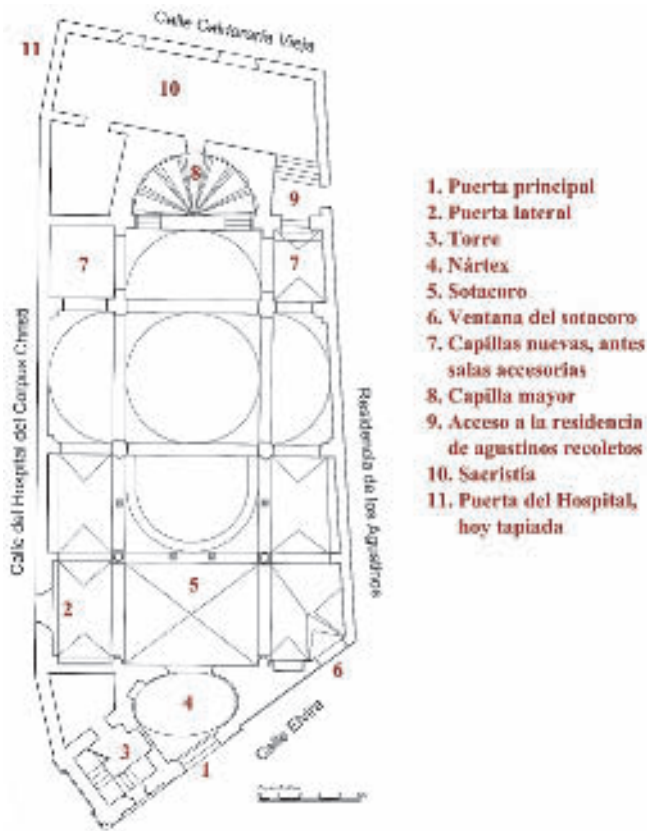 Calle Calderería Vieja
11
10
8
9
7
7
Calle del Hospital del Corpus Christi
Residencia de los Agustinos
5
2
6
4
Calle Elvira
3
1
1. Puerta principal
2. Puerta lateral
3. Torre
4. Nártex
5. Sotacoro
6. Ventana del sotacoro
7. Capillas nuevas, antes
salas accesorias
8. Capilla mayor
9. Acceso a la residencia
de agustinos recoletos
10. Sacristía
11. Puerta del Hospital,
hoy tapiada